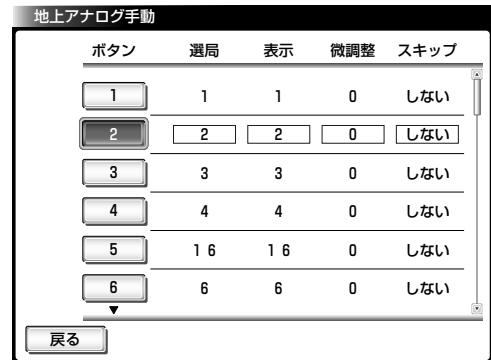 地上アナログ手動
ボタン 選局 表示 微調整 スキップ
1 1 1 0 しない
2 2 2 0 しない
3 3 3 0 しない
4 4 4 0 しない
5 16 16 0 しない
6 6 6 0 しない
戻る